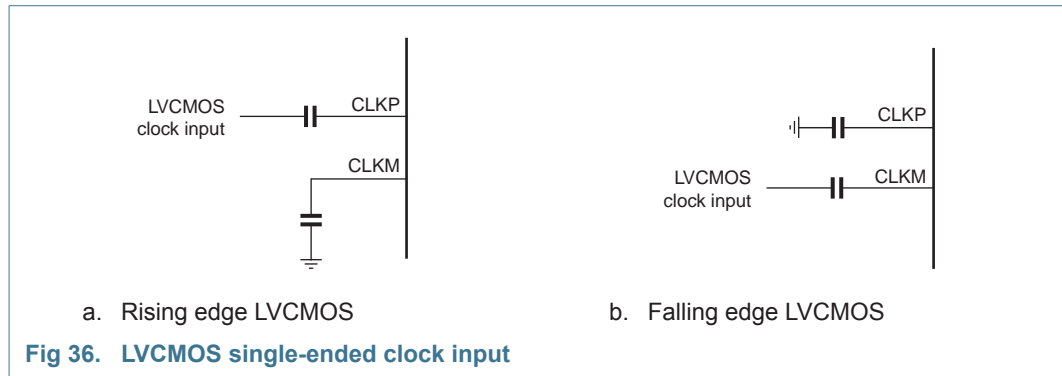 LVCMOS
clock input
CLKP
CLKM
a. Rising edge LVCMOS
CLKP
LVCMOS
clock input
CLKM
b. Falling edge LVCMOS
Fig 36. LVCMOS single-ended clock input